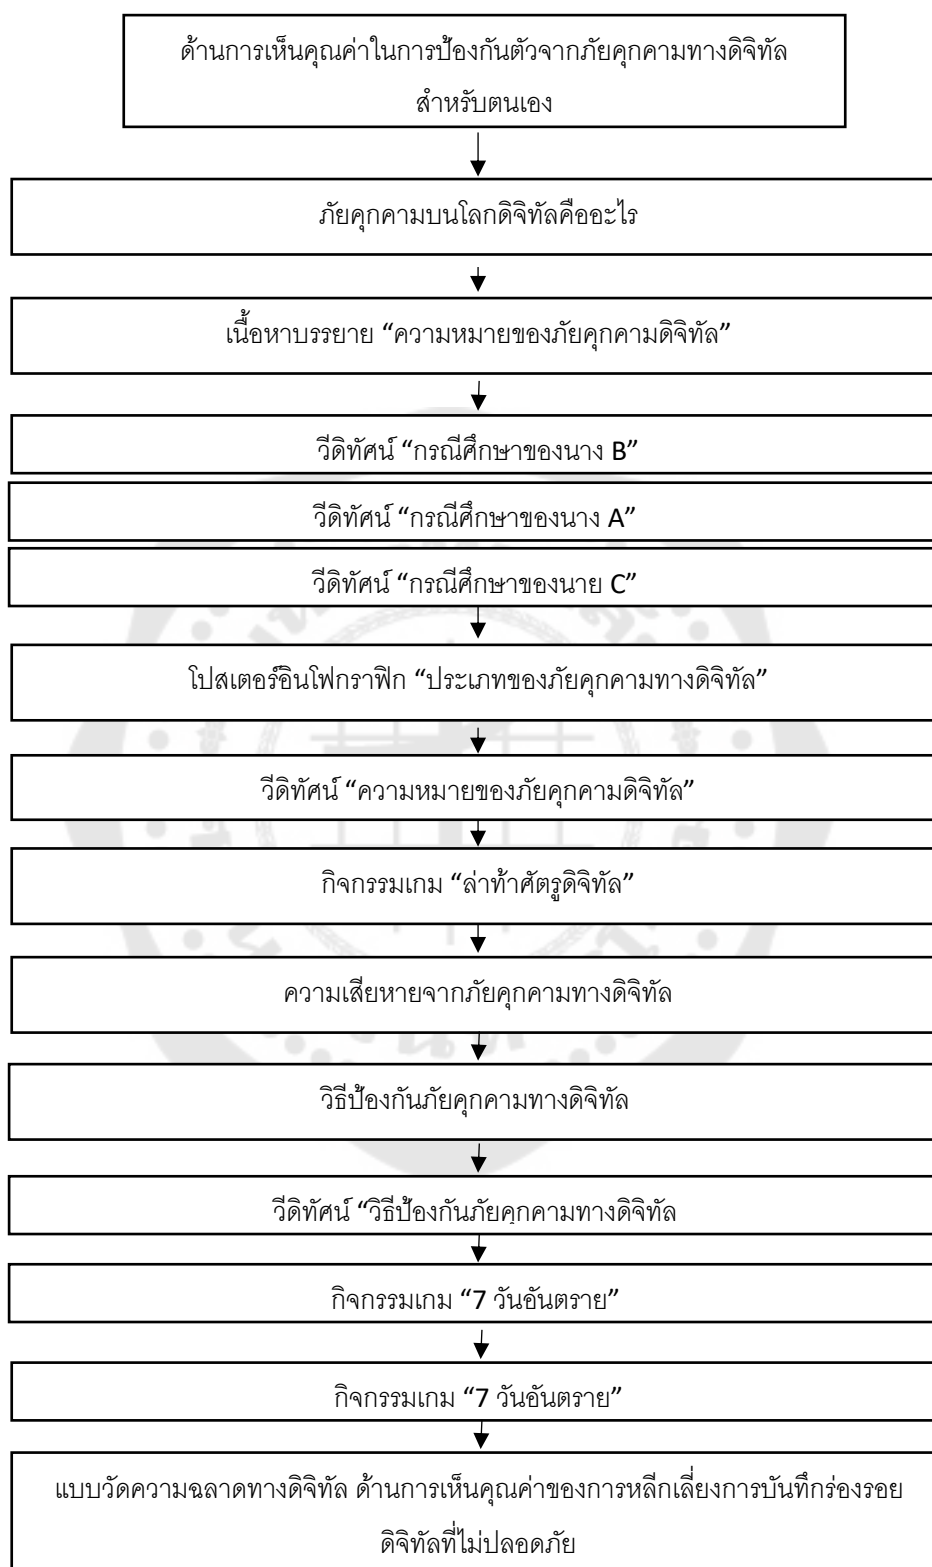 ด้านการเห็นคุณค่าในการป้องกันตัวจากภัยคุกคามทางดิจิทัล
สำหรับตนเอง
ภัยคุกคามบนโลกดิจิทัลคืออะไร
เนื้อหาบรรยาย “ความหมายของภัยคุกคามดิจิทัล”
วีดิทัศน์ “กรณีศึกษาของนาง B”
วีดิทัศน์ “กรณีศึกษาของนาง A”
วีดิทัศน์ “กรณีศึกษาของนาย C”
โปสเตอร์อินโฟกราฟิก “ประเภทของภัยคุกคามทางดิจิทัล”
วีดิทัศน์ “ความหมายของภัยคุกคามดิจิทัล”
กิจกรรมเกม “ล่าท้าศัตรูดิจิทัล”
ความเสียหายจากภัยคุกคามทางดิจิทัล
วิธีป้องกันภัยคุกคามทางดิจิทัล
วีดิทัศน์ “วิธีป้องกันภัยคุกคามทางดิจิทัล
กิจกรรมเกม “7 วันอันตราย”
กิจกรรมเกม “7 วันอันตราย”
แบบวัดความฉลาดทางดิจิทัล ด้านการเห็นคุณค่าของการหลีกเลี่ยงการบันทึกร่องรอย
ดิจิทัลที่ไม่ปลอดภัย